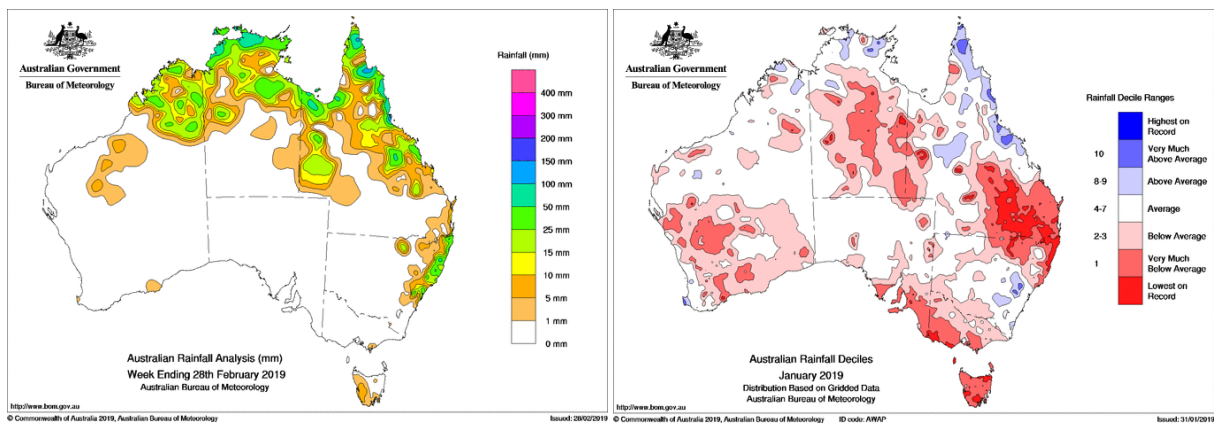 Australian Government
Bureau of Meteorology
Rainfall (mm)
400 mm
300 mm
200 mm
150 mm
100 mm
50 mm
25 mm
15 mm
10 mm
5 mm
1 mm
0 mm
Australian Rainfall Analysis (mm)
Week Ending 28th February 2019
Australian Bureau of Meteorology
http://www.bom.gov.au
© Commonwealth of Australia 2019, Australian Bureau of Meteorology
Issued: 28/02/2019
Australian Government
Bureau of Meteorology
Rainfall Decile Ranges
Highest on
Record
10 Very Much
Above Average
8-9 Above Average
4-7 Average
2-3 Below Average
1 Very Much
Below Average
Lowest on
Record
Australian Rainfall Deciles
January 2019
Distribution Based on Gridded Data
Australian Bureau of Meteorology
http://www.bom.gov.au
© Commonwealth of Australia 2019, Australian Bureau of Meteorology ID code: AWAP Issued: 31/01/2019